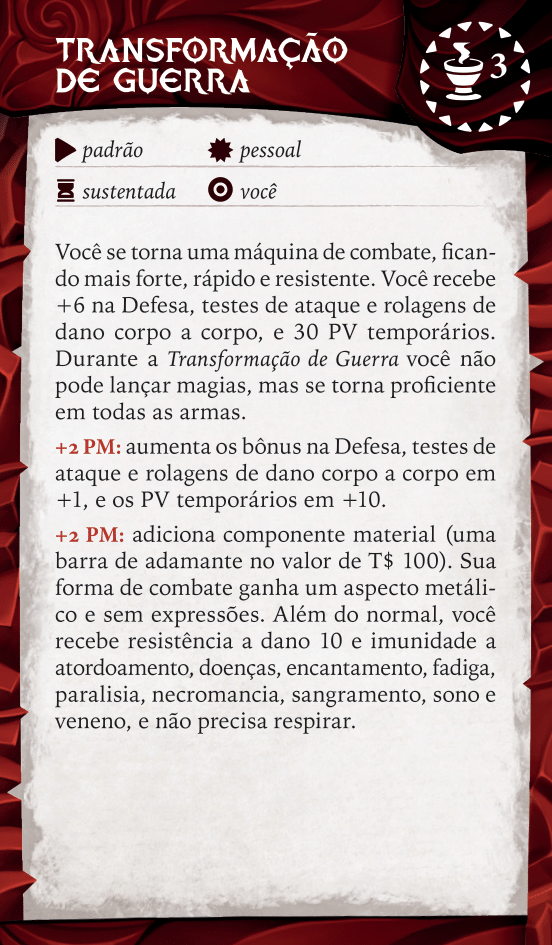 TRANSFORMAÇÃO
DE GUERRA
3
padrão pessoal
sustentada você
Você se torna uma máquina de combate, fican-
do mais forte, rápido e resistente. Você recebe
+6 na Defesa, testes de ataque e rolagens de
dano corpo a corpo, e 30 PV temporários.
Durante a Transformação de Guerra você não
pode lançar magias, mas se torna proficiente
em todas as armas.
+2 PM: aumenta os bônus na Defesa, testes de
ataque e rolagens de dano corpo a corpo em
+1, e os PV temporários em +10.
+2 PM: adiciona componente material (uma
barra de adamante no valor de T$ 100). Sua
forma de combate ganha um aspecto metáli-
co e sem expressões. Além do normal, você
recebe resistência a dano 10 e imunidade a
atordoamento, doenças, encantamento, fadiga,
paralisia, necromancia, sangramento, sono e
veneno, e não precisa respirar.